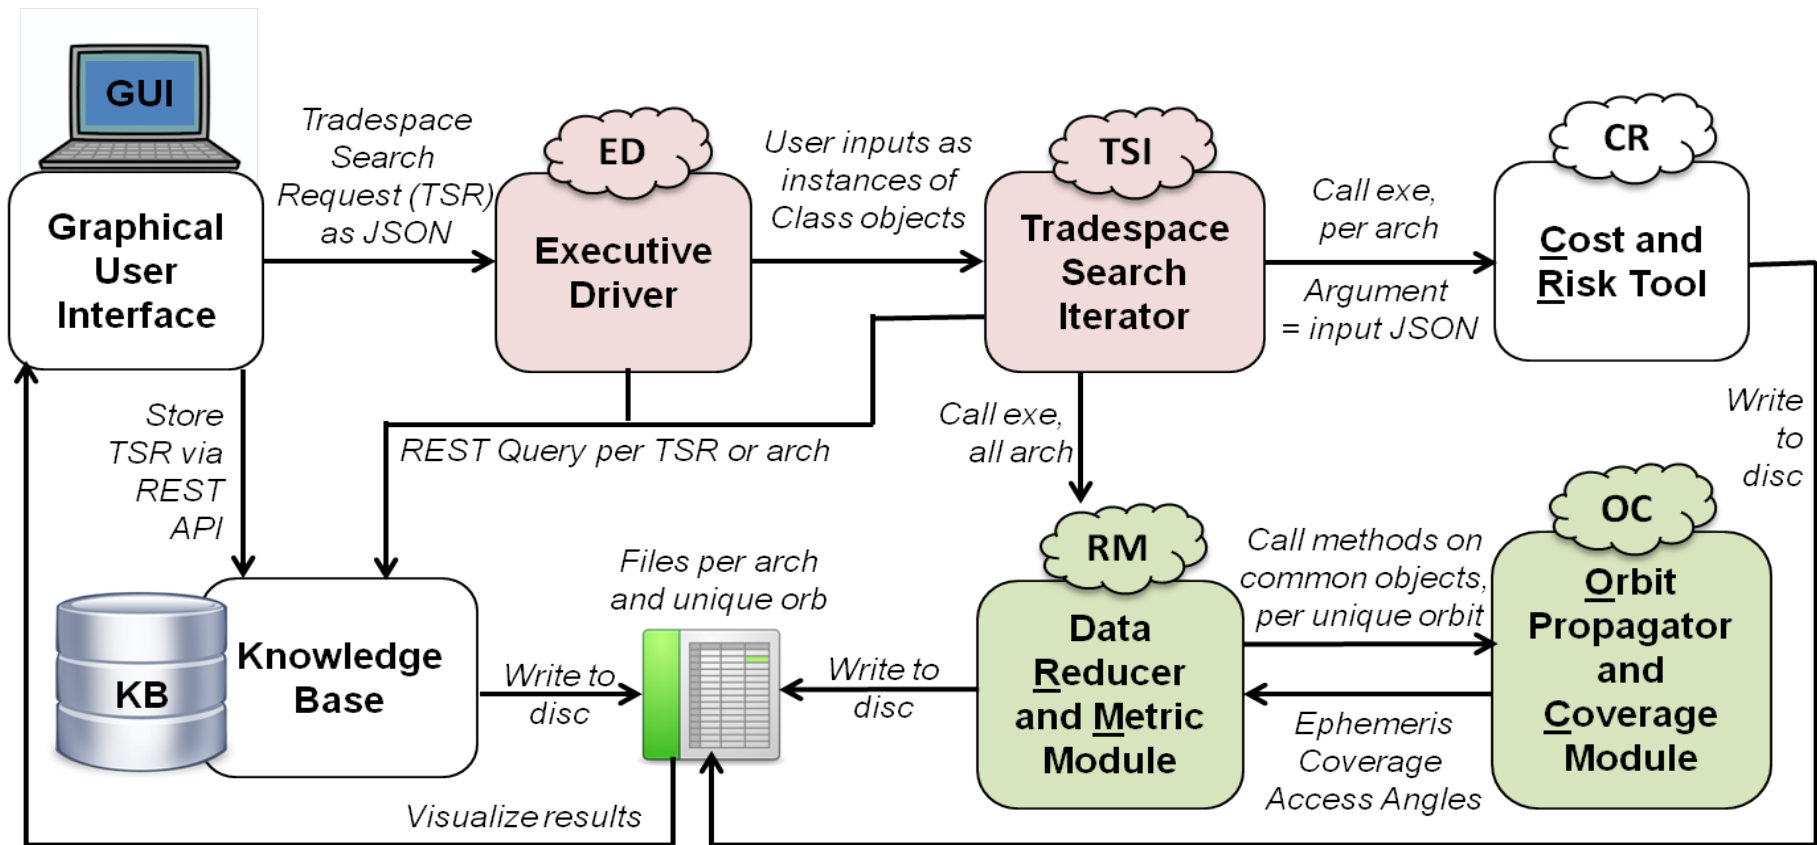 GUI
Graphical
User
Interface
Tradespace
Search
Request (TSR)
as JSON
ED
Executive
Driver
User inputs as
instances of
Class objects
TSI
Tradespace
Search
Iterator
Call exe,
per arch
Argument
= input JSON
CR
Cost and
Risk Tool
Write
to
disc
Store
TSR via
REST
API
REST Query per TSR or arch
Call exe,
all arch
KB
Knowledge
Base
Write to
disc
Files per arch
and unique orb
Write to
disc
RM
Data
Reducer
and Metric
Module
Call methods on
common objects,
per unique orbit
Ephemeris
Coverage
Access Angles
OC
Orbit
Propagator
and
Coverage
Module
Visualize results